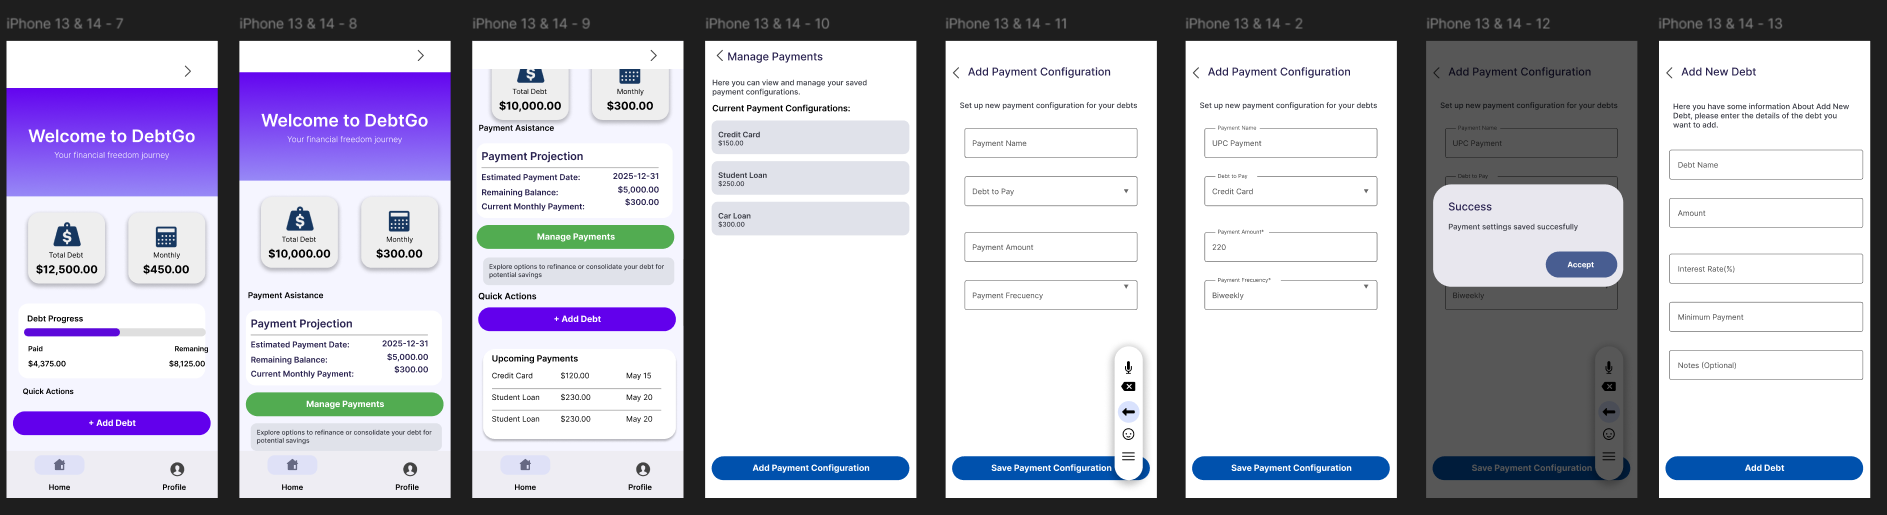 iPhone 13 & 14 - 7
Welcome to DebtGo
Your financial freedom journey
Total Debt
$12,500.00
Monthly
$450.00
Debt Progress
Paid
Remaning
$4,375.00
$8,125.00
Quick Actions
+ Add Debt
Home
Profile
iPhone 13 & 14 - 8
Welcome to DebtGo
Your financial freedom journey
Total Debt
$10,000.00
Monthly
$300.00
Payment Asistance
Payment Projection
Estimated Payment Date: 2025-12-31
Remaining Balance: $5,000.00
Current Monthly Payment: $300.00
Manage Payments
Explore options to refinance or consolidate your debt for
potential savings
Home
Profile
iPhone 13 & 14 - 9
Total Debt
$10,000.00
Monthly
$300.00
Payment Asistance
Payment Projection
Estimated Payment Date: 2025-12-31
Remaining Balance: $5,000.00
Current Monthly Payment: $300.00
Manage Payments
Explore options to refinance or consolidate your debt for
potential savings
Quick Actions
+ Add Debt
Upcoming Payments
Credit Card $120.00 May 15
Student Loan $230.00 May 20
Student Loan $230.00 May 20
Home
Profile
iPhone 13 & 14 - 10
Manage Payments
Here you can view and manage your saved
payment configurations.
Current Payment Configurations:
Credit Card
$150.00
Student Loan
$250.00
Car Loan
$300.00
Add Payment Configuration
iPhone 13 & 14 - 11
Add Payment Configuration
Set up new payment configuration for your debts
Payment Name
Debt to Pay
Payment Amount
Payment Frecuency
Save Payment Configuration
iPhone 13 & 14 - 2
Add Payment Configuration
Set up new payment configuration for your debts
Payment Name
UPC Payment
Debt to Pay
Credit Card
Payment Amount*
220
Payment Frecuency*
Biweekly
Save Payment Configuration
iPhone 13 & 14 - 12
Add Payment Configuration
Set up new payment configuration for your debts
Payment Name
UPC Payment
Debt to Pay
Success
Payment settings saved succesfully
Accept
Biweekly
Save Payment Configuration
iPhone 13 & 14 - 13
Add New Debt
Here you have some information About Add New
Debt, please enter the details of the debt you
want to add.
Debt Name
Amount
Interest Rate(%)
Minimum Payment
Notes (Optional)
Add Debt